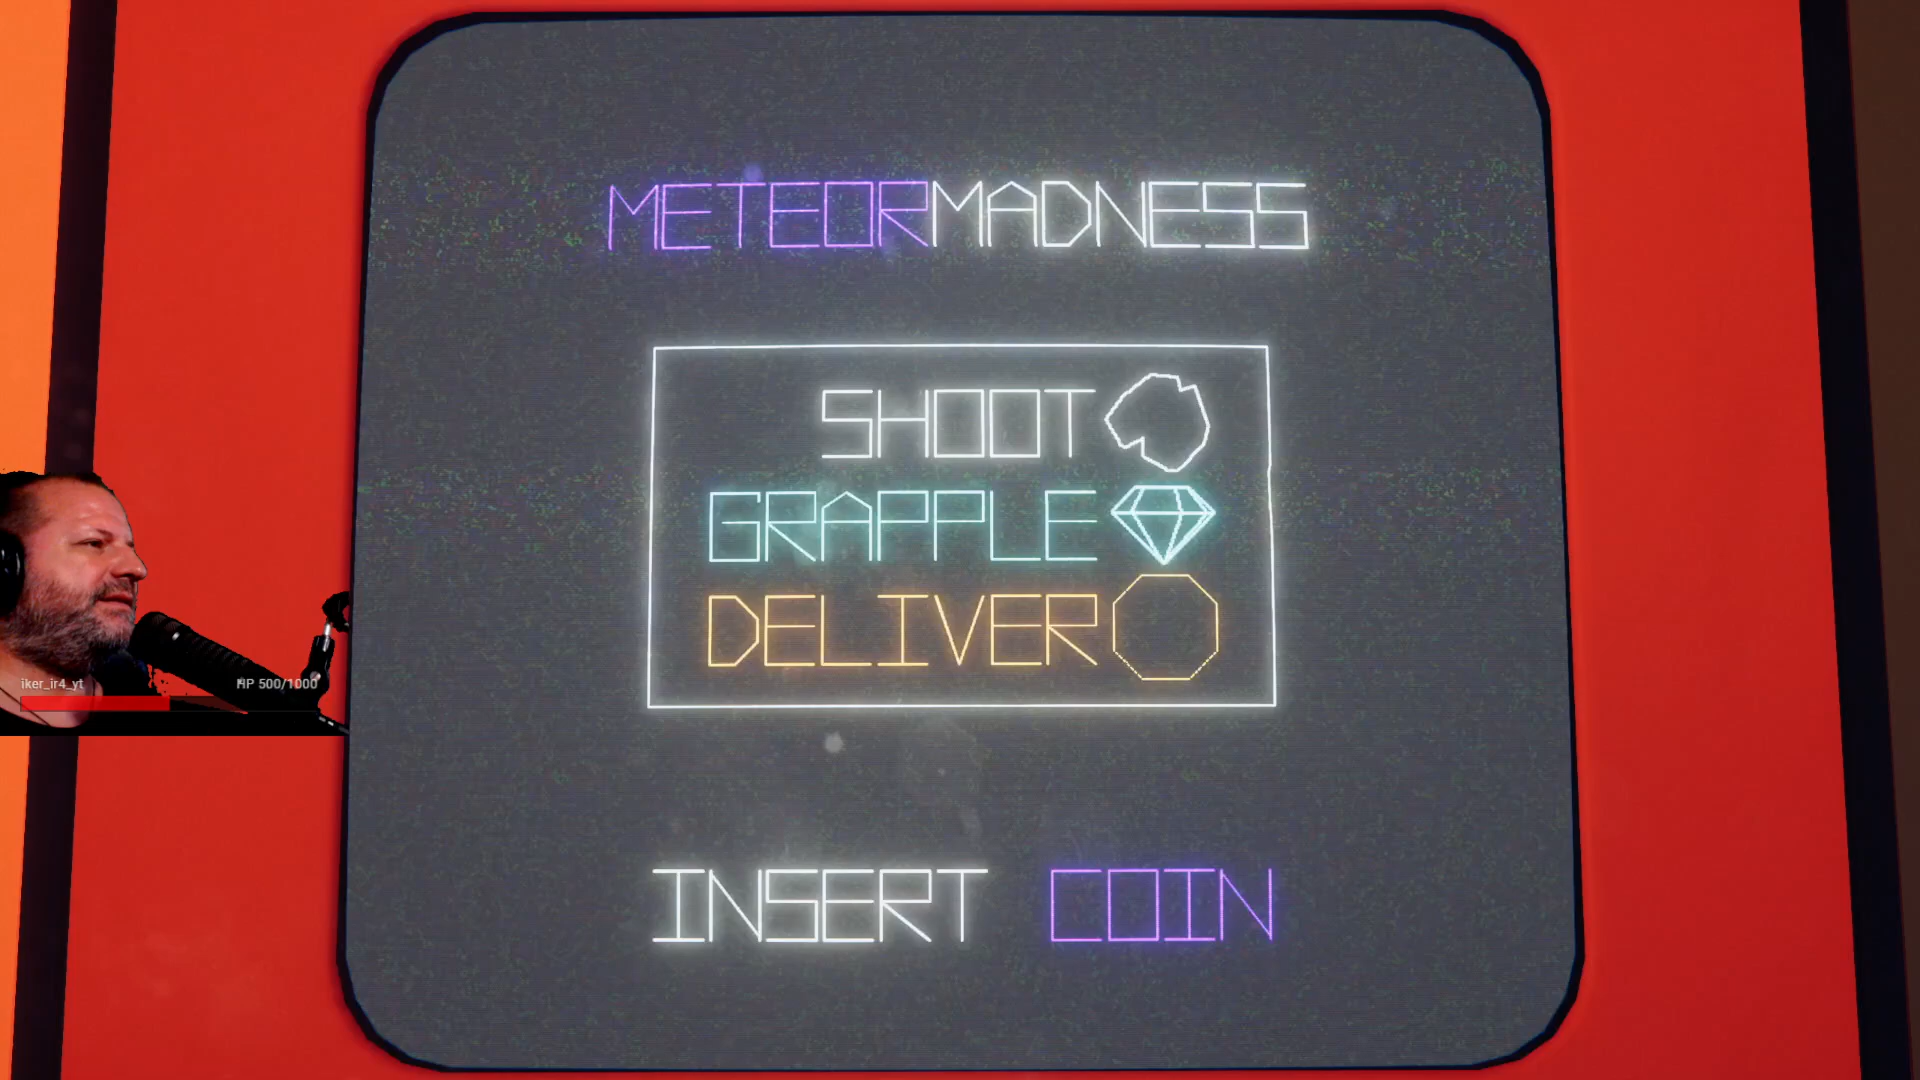 METEORMADNESS
SHOOT
GRAPPLE
DELIVER
iker_ir4_yt HP 500/1000
INSERT COIN